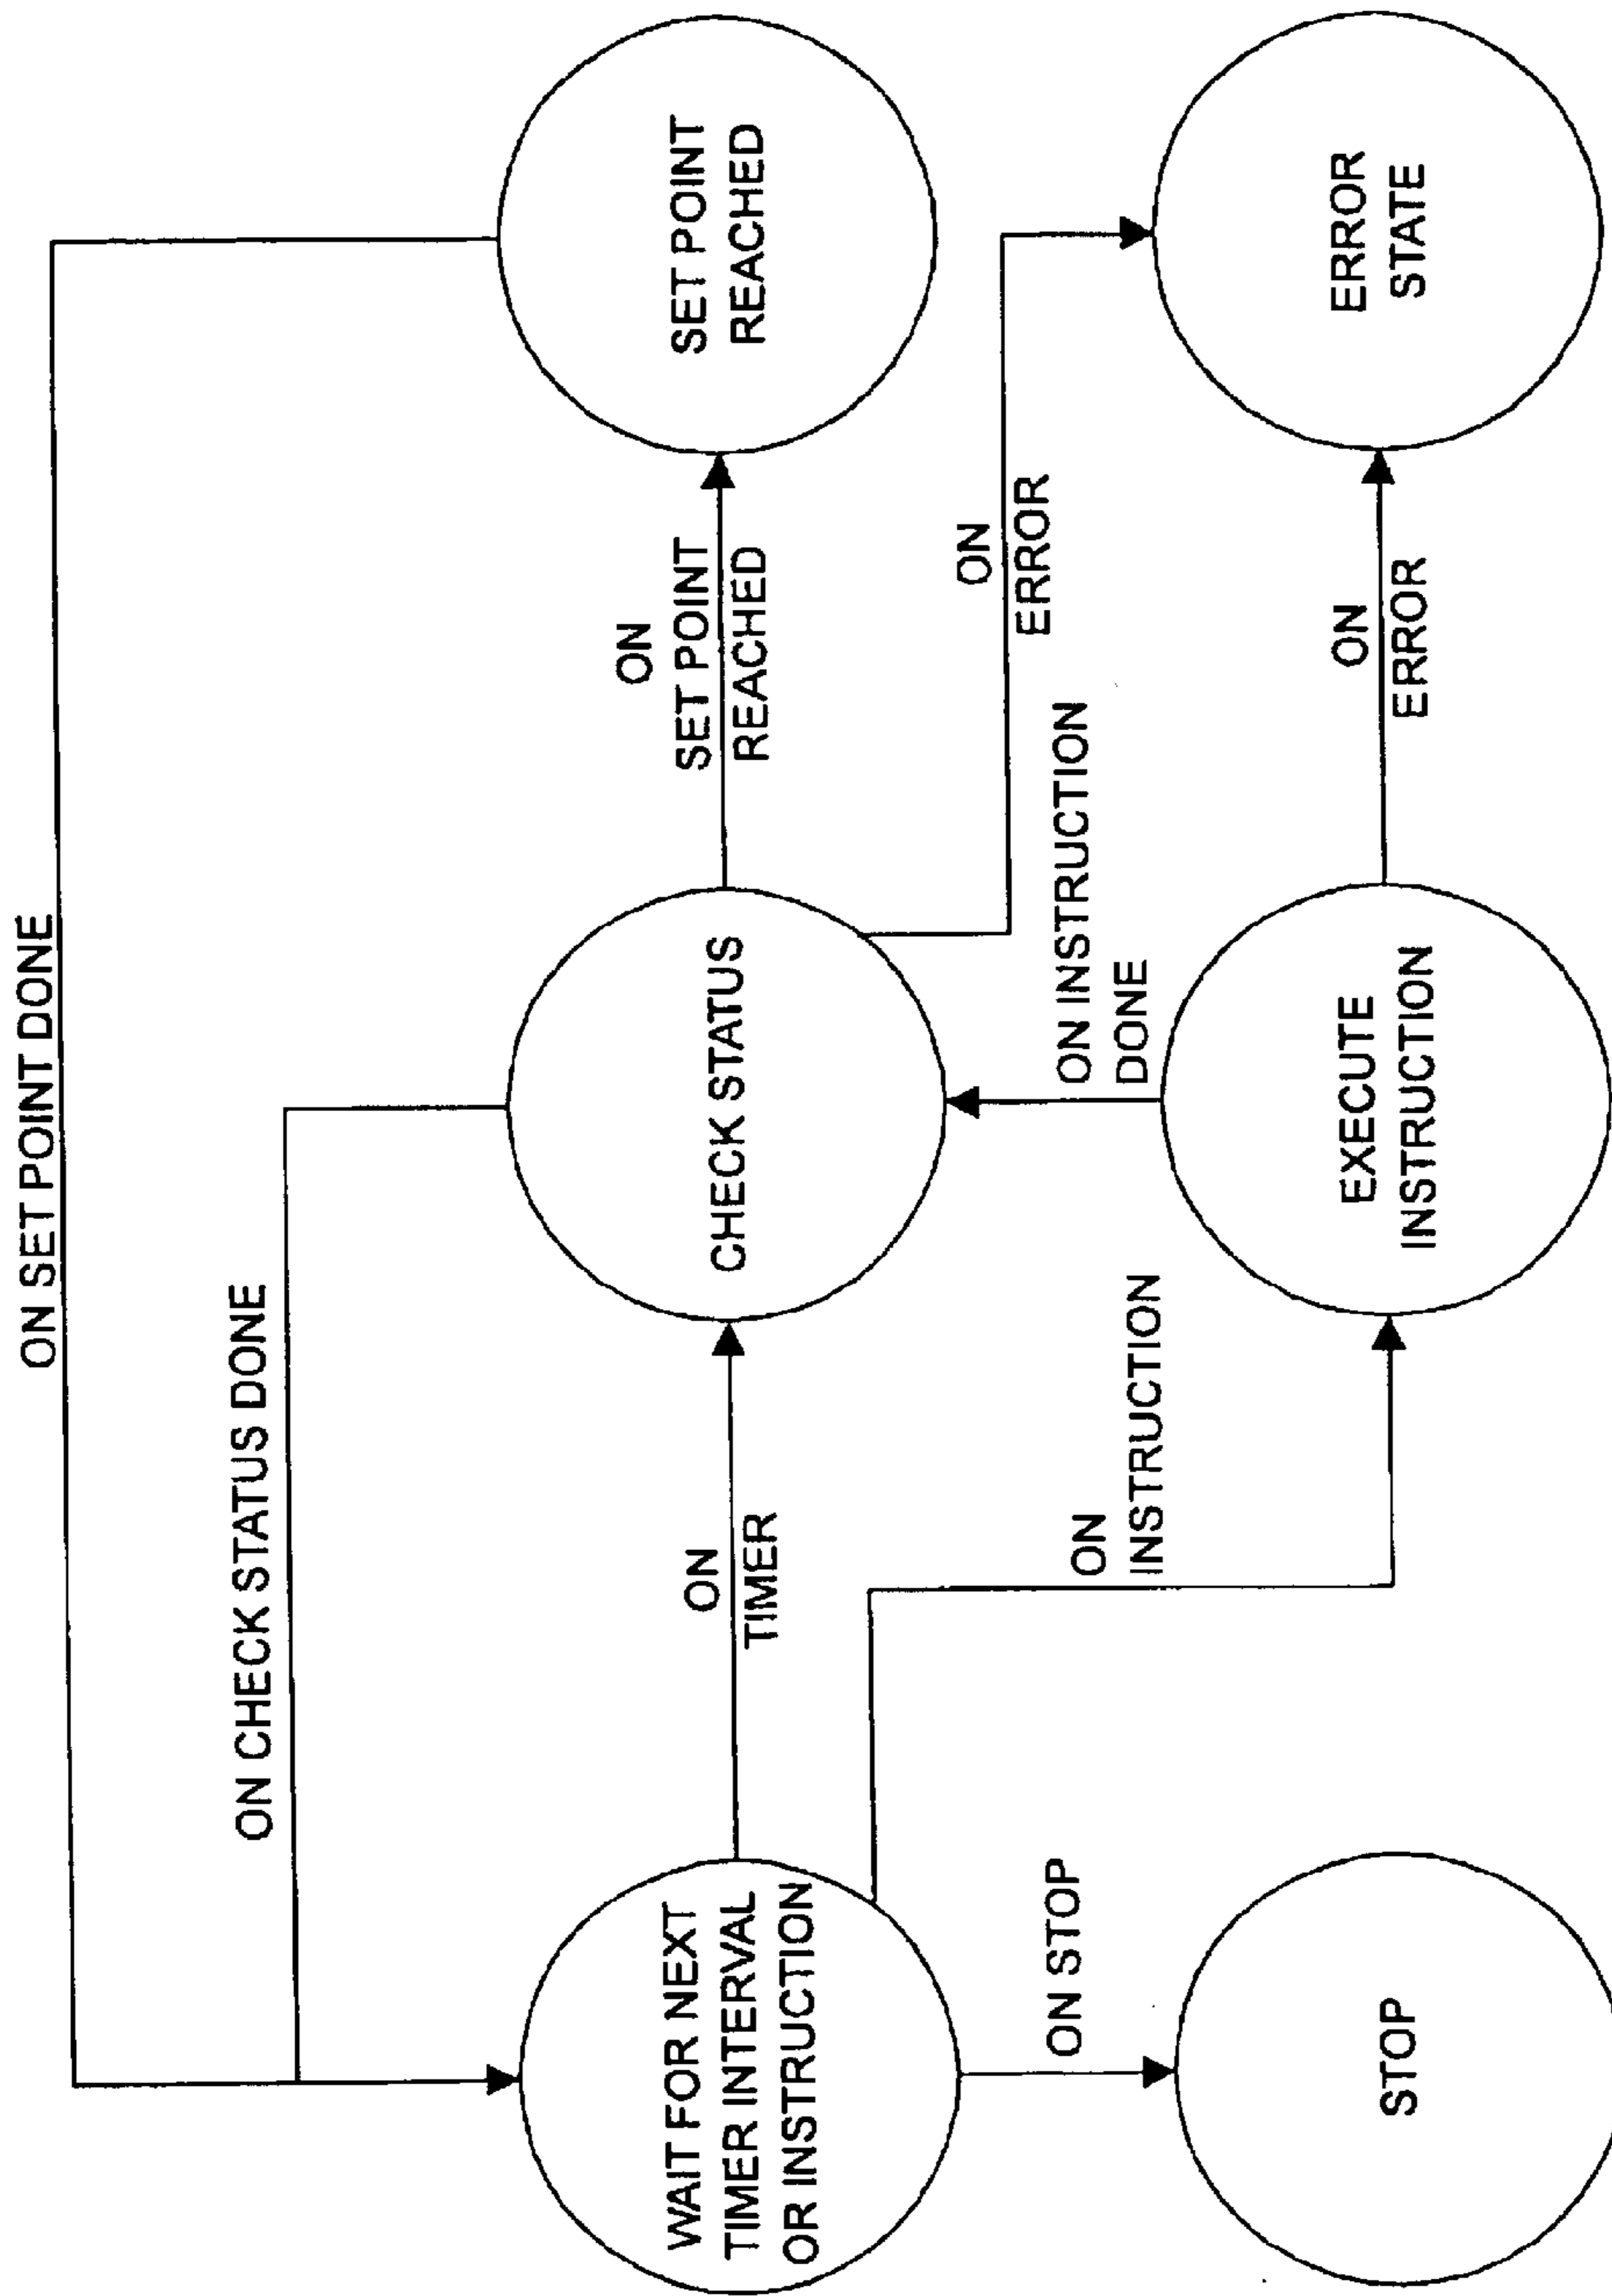 ON SET POINT DONE
ON CHECK STATUS DONE
WAIT FOR NEXT
TIMER INTERVAL
OR INSTRUCTION
ON
TIMER
CHECK STATUS
ON
SET POINT
REACHED
SET POINT
REACHED
ON STOP
ON
INSTRUCTION
ON INSTRUCTION
DONE
ON
ERROR
STOP
EXECUTE
INSTRUCTION
ON
ERROR
ERROR
STATE